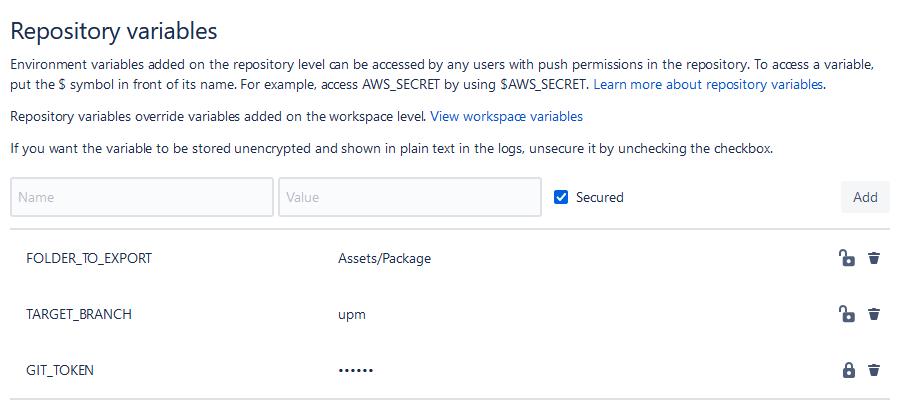 Repository variables
Environment variables added on the repository level can be accessed by any users with push permissions in the repository. To access a variable,
put the $ symbol in front of its name. For example, access AWS_SECRET by using $AWS_SECRET. Learn more about repository variables.
Repository variables override variables added on the workspace level. View workspace variables
If you want the variable to be stored unencrypted and shown in plain text in the logs, unsecure it by unchecking the checkbox.
Name Value Secured Add
FOLDER_TO_EXPORT Assets/Package
TARGET_BRANCH upm
GIT_TOKEN ••••••